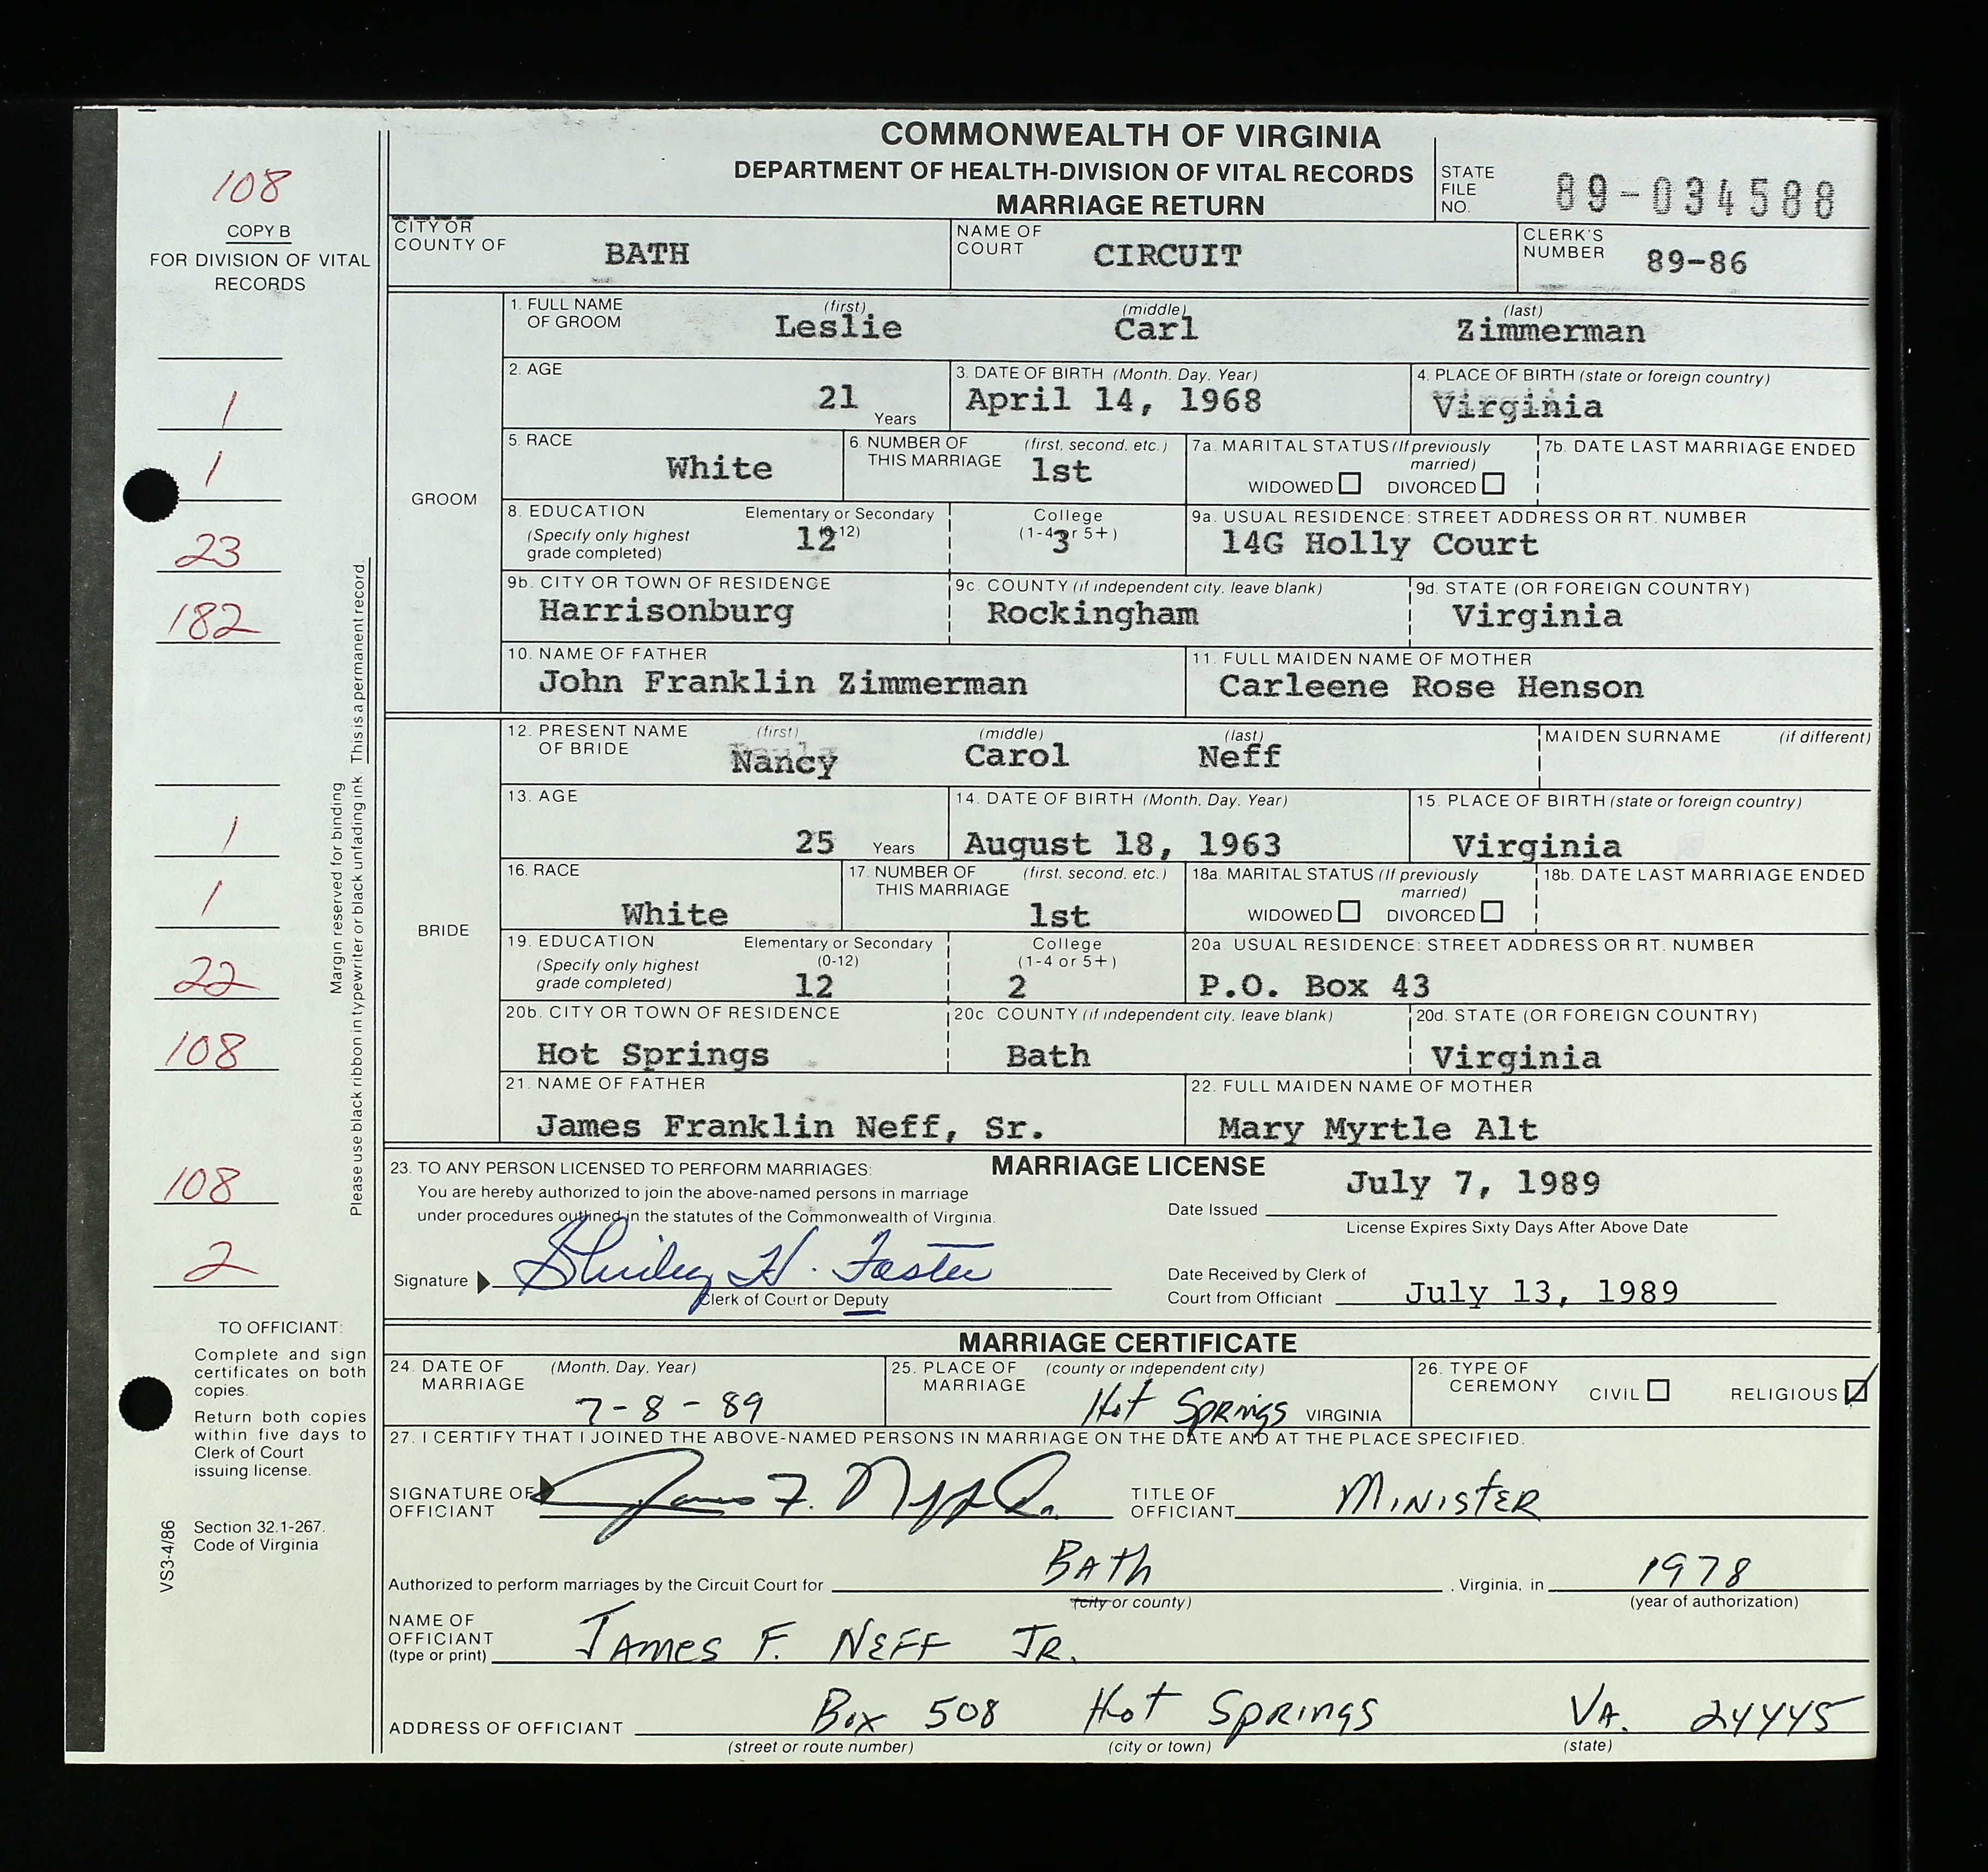 COMMONWEALTH OF VIRGINIA
DEPARTMENT OF HEALTH-DIVISION OF VITAL RECORDS
MARRIAGE RETURN
STATE FILE NO. 89-034588
108
COPY B
FOR DIVISION OF VITAL RECORDS
CITY OR COUNTY OF BATH
NAME OF COURT CIRCUIT
CLERK'S NUMBER 89-86
GROOM
1. FULL NAME OF GROOM (first) Leslie (middle) Carl (last) Zimmerman
2. AGE 21 Years
3. DATE OF BIRTH (Month, Day, Year) April 14, 1968
4. PLACE OF BIRTH (state or foreign country) Virginia
5. RACE White
6. NUMBER OF THIS MARRIAGE (first, second, etc.) 1st
7a. MARITAL STATUS (If previously married) WIDOWED DIVORCED
7b. DATE LAST MARRIAGE ENDED
8. EDUCATION (Specify only highest grade completed) Elementary or Secondary (0-12) 12 College (1-4 or 5+) 3
9a. USUAL RESIDENCE: STREET ADDRESS OR RT. NUMBER 14G Holly Court
9b. CITY OR TOWN OF RESIDENCE Harrisonburg
9c. COUNTY (if independent city, leave blank) Rockingham
9d. STATE (OR FOREIGN COUNTRY) Virginia
10. NAME OF FATHER John Franklin Zimmerman
11. FULL MAIDEN NAME OF MOTHER Carleene Rose Henson
BRIDE
12. PRESENT NAME OF BRIDE (first) Nancy (middle) Carol (last) Neff
MAIDEN SURNAME (if different)
13. AGE 25 Years
14. DATE OF BIRTH (Month, Day, Year) August 18, 1963
15. PLACE OF BIRTH (state or foreign country) Virginia
16. RACE White
17. NUMBER OF THIS MARRIAGE (first, second, etc.) 1st
18a. MARITAL STATUS (If previously married) WIDOWED DIVORCED
18b. DATE LAST MARRIAGE ENDED
19. EDUCATION (Specify only highest grade completed) Elementary or Secondary (0-12) 12 College (1-4 or 5+) 2
20a. USUAL RESIDENCE: STREET ADDRESS OR RT. NUMBER P.O. Box 43
20b. CITY OR TOWN OF RESIDENCE Hot Springs
20c. COUNTY (if independent city, leave blank) Bath
20d. STATE (OR FOREIGN COUNTRY) Virginia
21. NAME OF FATHER James Franklin Neff, Sr.
22. FULL MAIDEN NAME OF MOTHER Mary Myrtle Alt
MARRIAGE LICENSE
23. TO ANY PERSON LICENSED TO PERFORM MARRIAGES:
You are hereby authorized to join the above-named persons in marriage
under procedures outlined in the statutes of the Commonwealth of Virginia.
Date Issued July 7, 1989
License Expires Sixty Days After Above Date
Signature Shirley H. Foster
Clerk of Court or Deputy
Date Received by Clerk of
Court from Officiant July 13, 1989
MARRIAGE CERTIFICATE
24. DATE OF MARRIAGE (Month, Day, Year) 7-8-89
25. PLACE OF MARRIAGE (county or independent city) Hot Springs VIRGINIA
26. TYPE OF CEREMONY CIVIL RELIGIOUS
27. I CERTIFY THAT I JOINED THE ABOVE-NAMED PERSONS IN MARRIAGE ON THE DATE AND AT THE PLACE SPECIFIED.
SIGNATURE OF OFFICIANT James F. Neff Jr.
TITLE OF OFFICIANT MINISTER
Authorized to perform marriages by the Circuit Court for BATH, Virginia, in 1978
(city or county) (year of authorization)
NAME OF OFFICIANT (type or print) JAMES F. NEFF JR.
ADDRESS OF OFFICIANT Box 508 Hot Springs VA. 24445
(street or route number) (city or town) (state)
1
1
23
182
1
1
22
108
108
2
Margin reserved for binding
Please use black ribbon in typewriter or black unfading ink. This is a permanent record.
TO OFFICIANT:
Complete and sign
certificates on both
copies.
Return both copies
within five days to
Clerk of Court
issuing license.
Section 32.1-267.
Code of Virginia
VS3-4/86